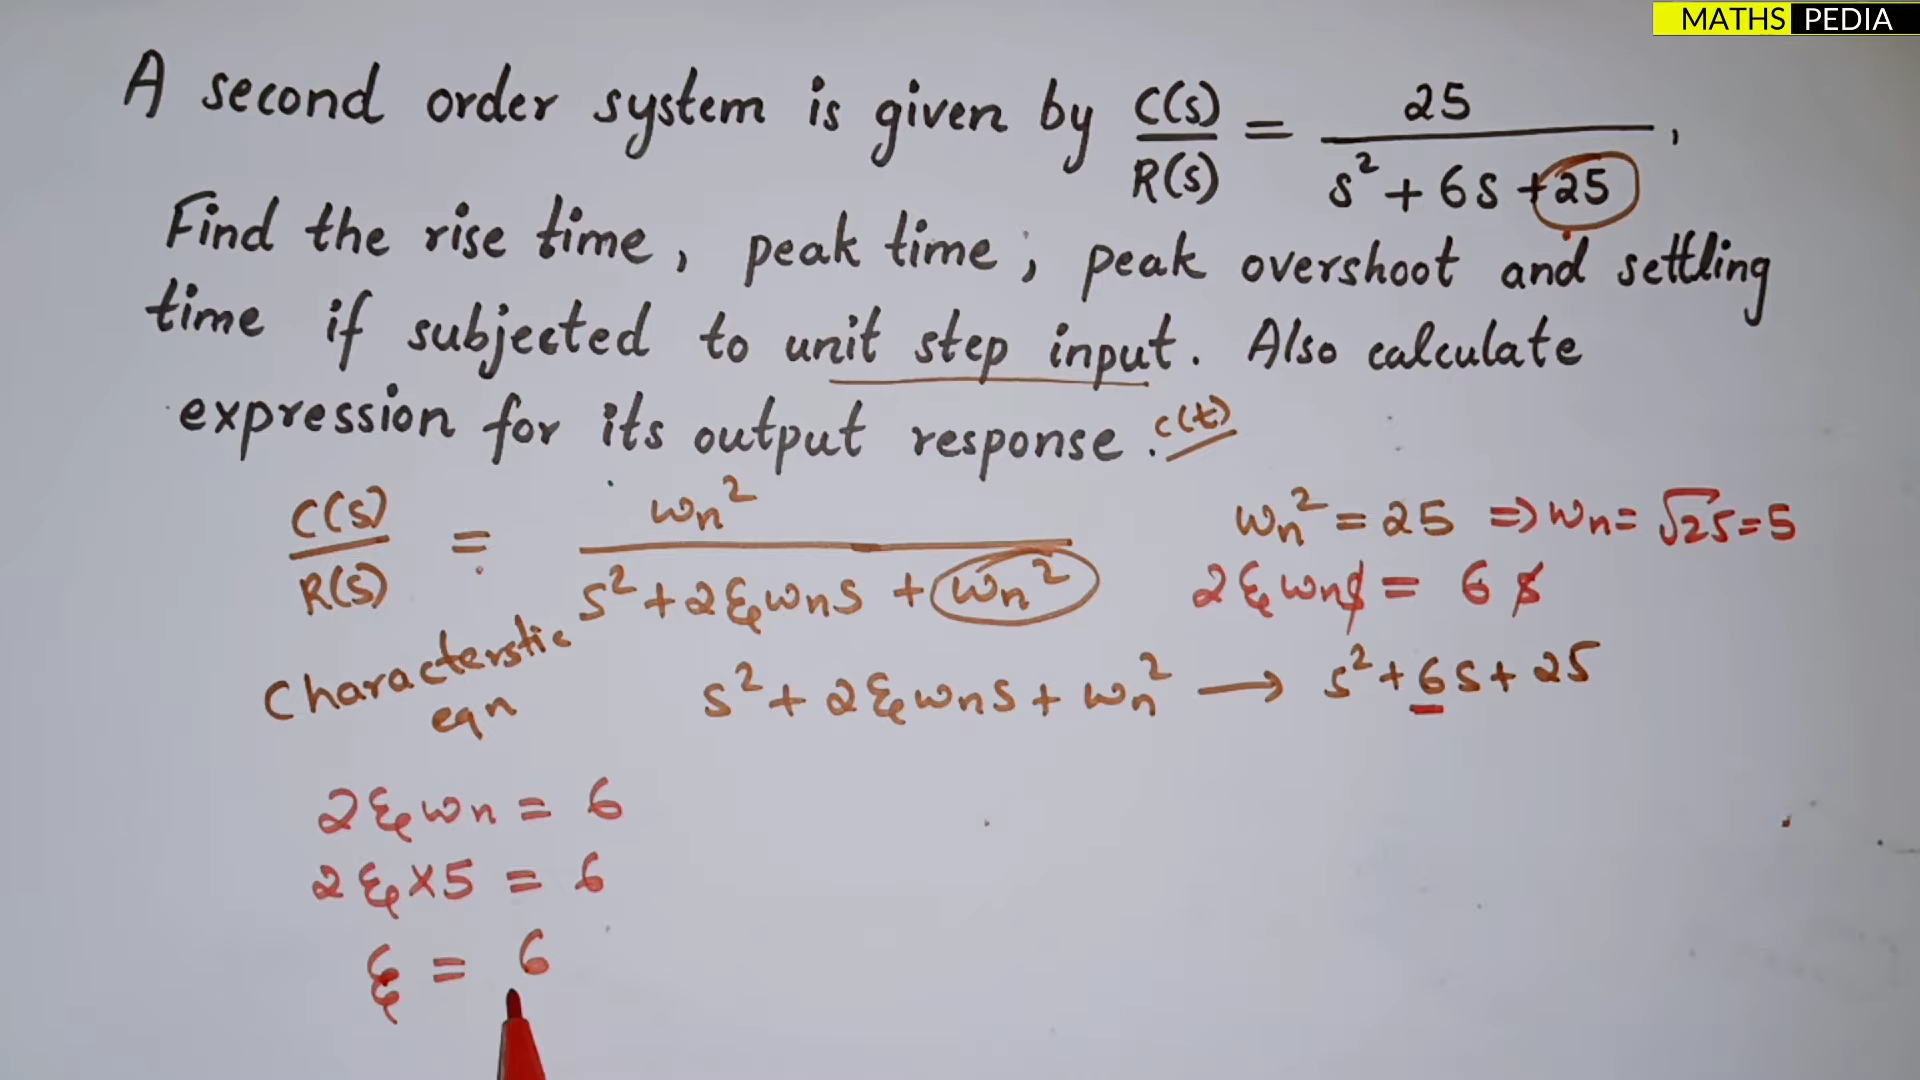 MATHS PEDIA
A second order system is given by C(s)/R(s) = 25/(s² + 6s + 25),
Find the rise time, peak time, peak overshoot and settling
time if subjected to unit step input. Also calculate
expression for its output response. c(t)
C(s)/R(s) = ωn²/(s² + 2ξωns + ωn²)
ωn² = 25 ⇒ ωn = √25 = 5
2ξωns = 6s
Characterstic eqn
s² + 2ξωns + ωn² → s² + 6s + 25
2ξωn = 6
2ξ×5 = 6
ξ = 6